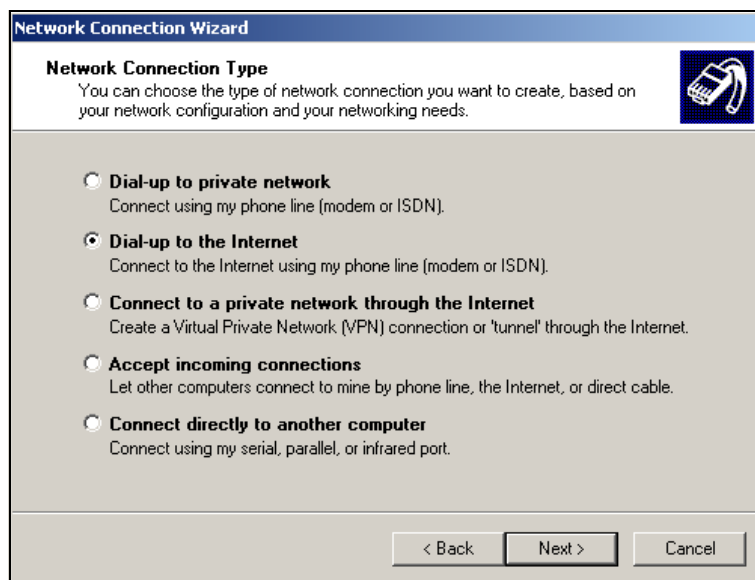 Network Connection Wizard
Network Connection Type
You can choose the type of network connection you want to create, based on
your network configuration and your networking needs.
Dial-up to private network
Connect using my phone line (modem or ISDN).
Dial-up to the Internet
Connect to the Internet using my phone line (modem or ISDN).
Connect to a private network through the Internet
Create a Virtual Private Network (VPN) connection or 'tunnel' through the Internet.
Accept incoming connections
Let other computers connect to mine by phone line, the Internet, or direct cable.
Connect directly to another computer
Connect using my serial, parallel, or infrared port.
< Back Next > Cancel